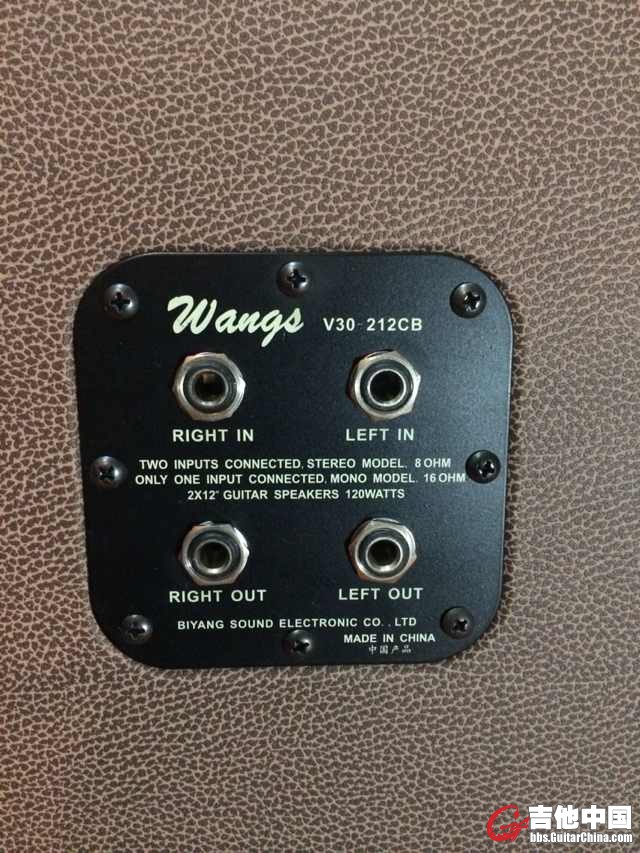 Wangs V30-212CB
RIGHT IN LEFT IN
TWO INPUTS CONNECTED, STEREO MODEL. 8 OHM
ONLY ONE INPUT CONNECTED, MONO MODEL. 16 OHM
2X12" GUITAR SPEAKERS 120WATTS
RIGHT OUT LEFT OUT
BIYANG SOUND ELECTRONIC CO., LTD
MADE IN CHINA
中国产品
吉他中国
bbs.GuitarChina.com